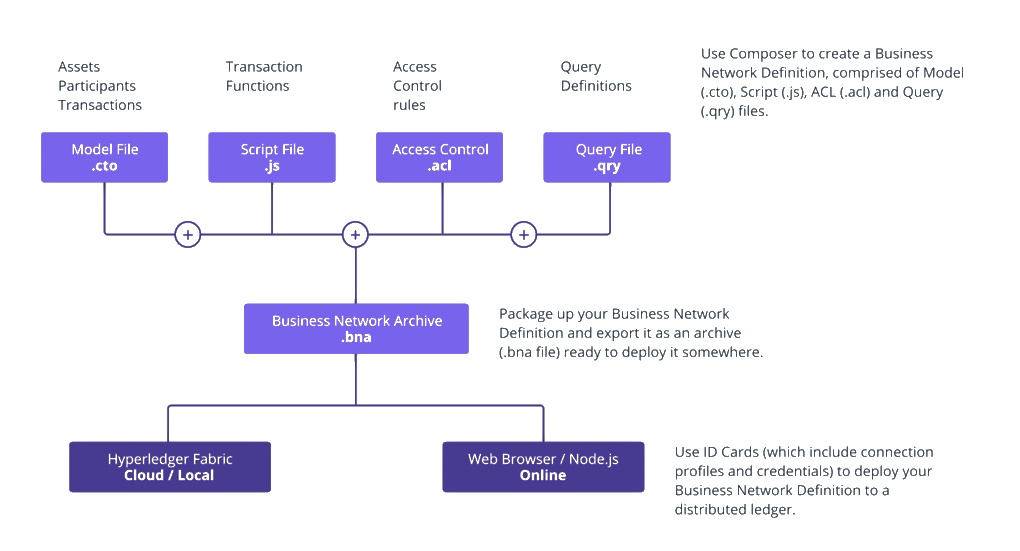 Assets
Participants
Transactions
Transaction
Functions
Access
Control
rules
Query
Definitions
Use Composer to create a Business
Network Definition, comprised of Model
(.cto), Script (.js), ACL (.acl) and Query
(.qry) files.
Model File
.cto
Script File
.js
Access Control
.acl
Query File
.qry
+
+
+
Business Network Archive
.bna
Package up your Business Network
Definition and export it as an archive
(.bna file) ready to deploy it somewhere.
Hyperledger Fabric
Cloud / Local
Web Browser / Node.js
Online
Use ID Cards (which include connection
profiles and credentials) to deploy your
Business Network Definition to a
distributed ledger.